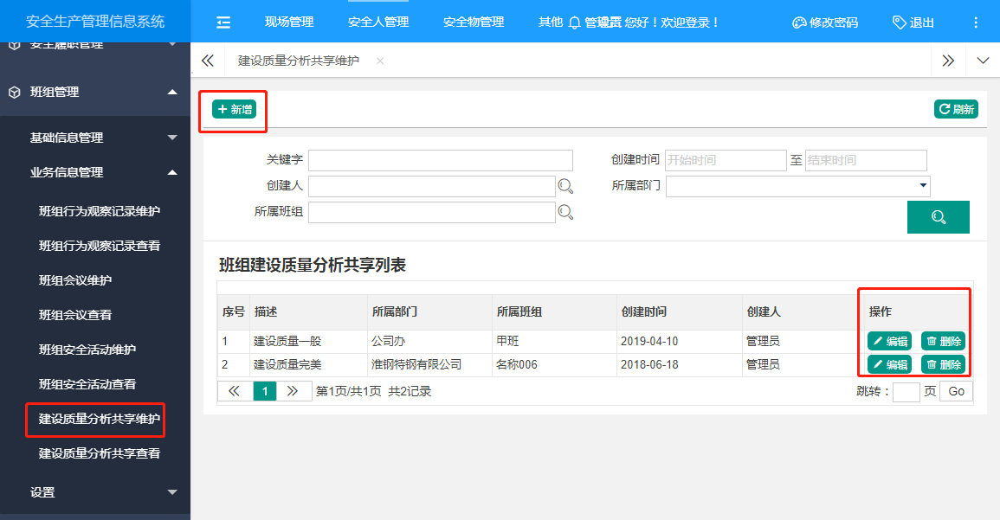 安全生产管理信息系统
现场管理
安全人管理
安全物管理
其他
您好！欢迎登录！
修改密码
退出
安全履职管理
班组管理
基础信息管理
业务信息管理
班组行为观察记录维护
班组行为观察记录查看
班组会议维护
班组会议查看
班组安全活动维护
班组安全活动查看
建设质量分析共享维护
建设质量分析共享查看
设置
建设质量分析共享维护 ×
新增
刷新
关键字
创建时间 开始时间 至 结束时间
创建人
所属部门
所属班组
班组建设质量分析共享列表
序号 描述 所属部门 所属班组 创建时间 创建人 操作
1 建设质量一般 公司办 甲班 2019-04-10 管理员 编辑 删除
2 建设质量完美 淮钢特钢有限公司 名称006 2018-06-18 管理员 编辑 删除
1 第1页/共1页 共2记录
跳转： 页 Go